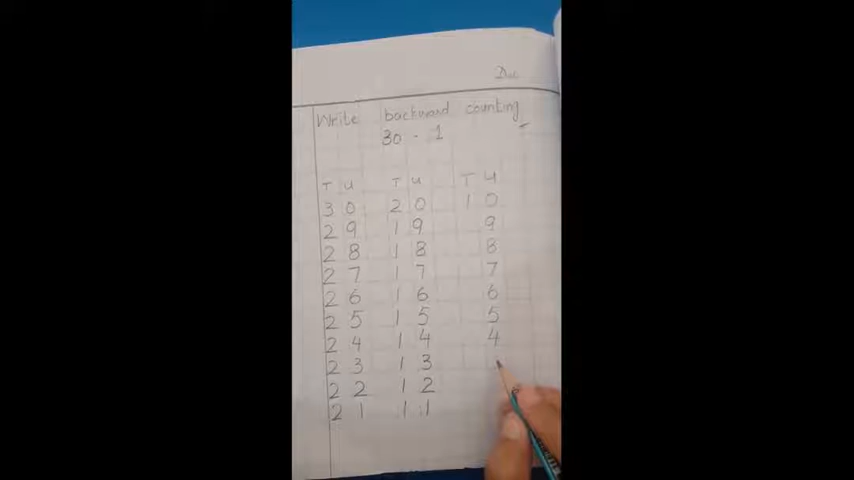 Write backward counting
30 - 1
T U T U T U
3 0 2 0 1 0
2 9 1 9 9
2 8 1 8 8
2 7 1 7 7
2 6 1 6 6
2 5 1 5 5
2 4 1 4 4
2 3 1 3
2 2 1 2
2 1 1 1